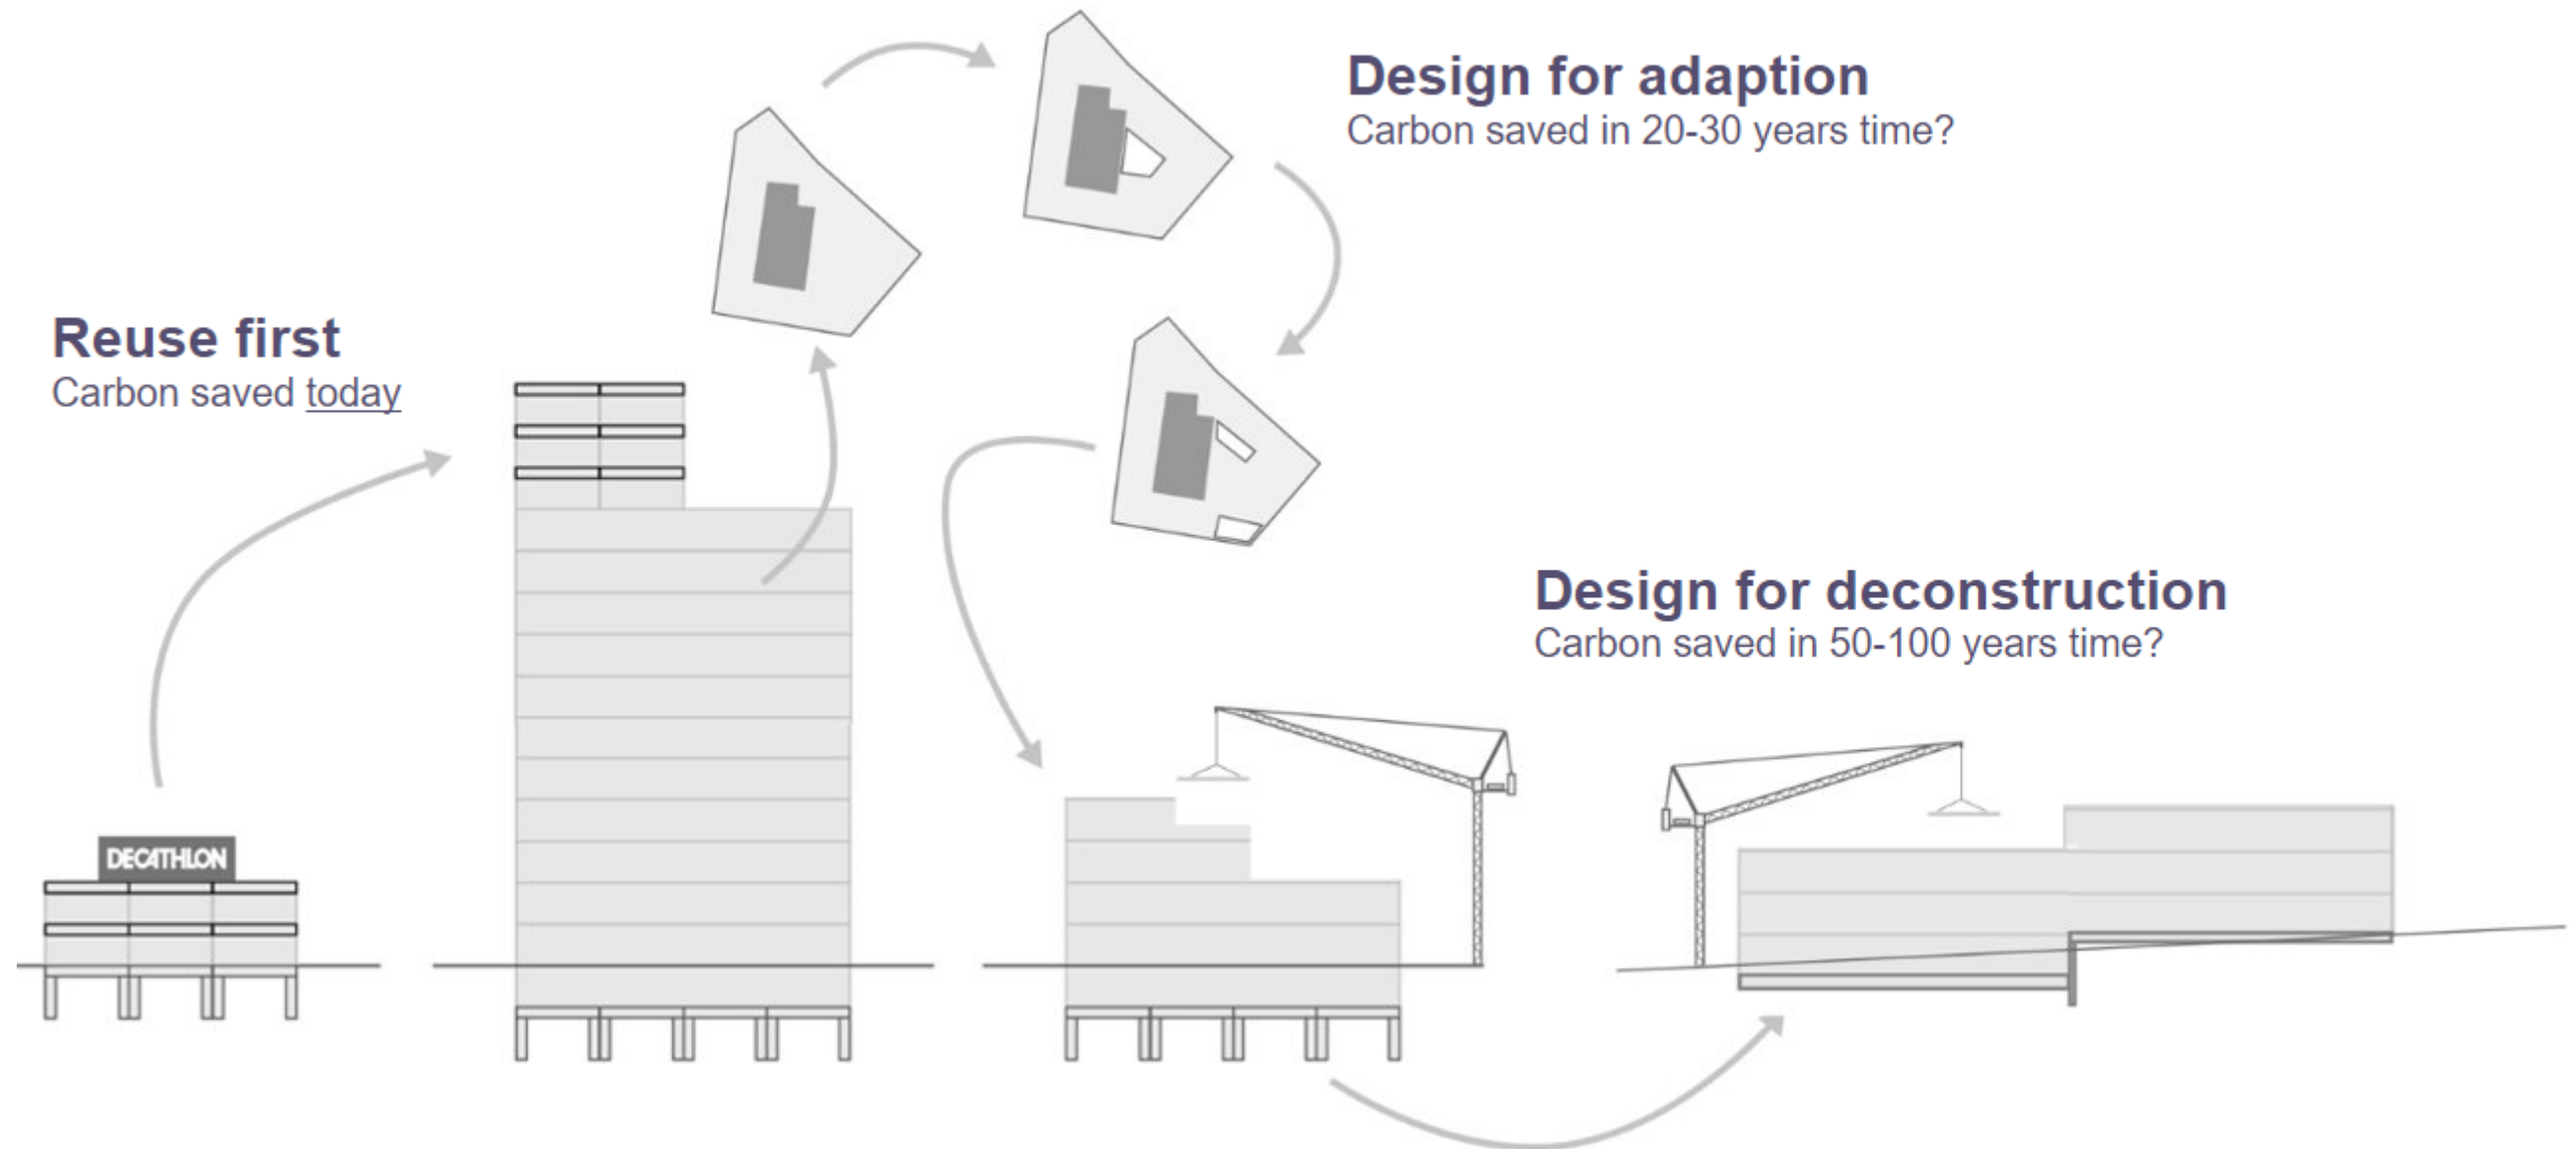 Design for adaption
Carbon saved in 20-30 years time?
Reuse first
Carbon saved today
Design for deconstruction
Carbon saved in 50-100 years time?
DECATHLON